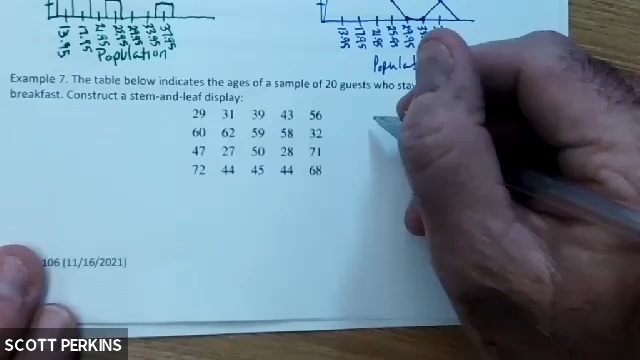 13.95 17.95 21.95 25.95 29.95 33.95 37.95
Population
13.95 17.95 21.95 25.95 29.95
Example 7. The table below indicates the ages of a sample of 20 guests who
breakfast. Construct a stem-and-leaf display:
29 31 39 43 56
60 62 59 58 32
47 27 50 28 71
72 44 45 44 68
106 (11/16/2021)
SCOTT PERKINS